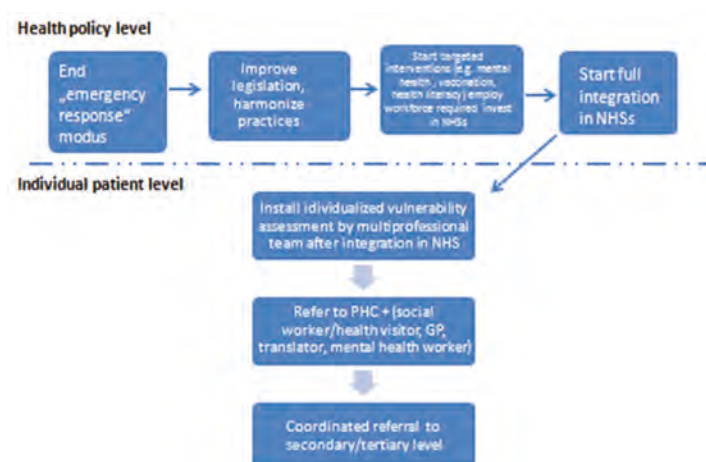 Health policy level
End
„emergency
response“
modus
Improve
legislation,
harmonize
practices
Start targeted
interventions (e.g. mental
health, vaccination,
health literacy) employ
workforce required invest
in NHSs
Start full
integration
in NHSs
Individual patient level
Install idividualized vulnerability
assessment by multiprofessional
team after integration in NHS
Refer to PHC + (social
worker/health visitor, GP,
translator, mental health worker)
Coordinated referral to
secondary/tertiary level